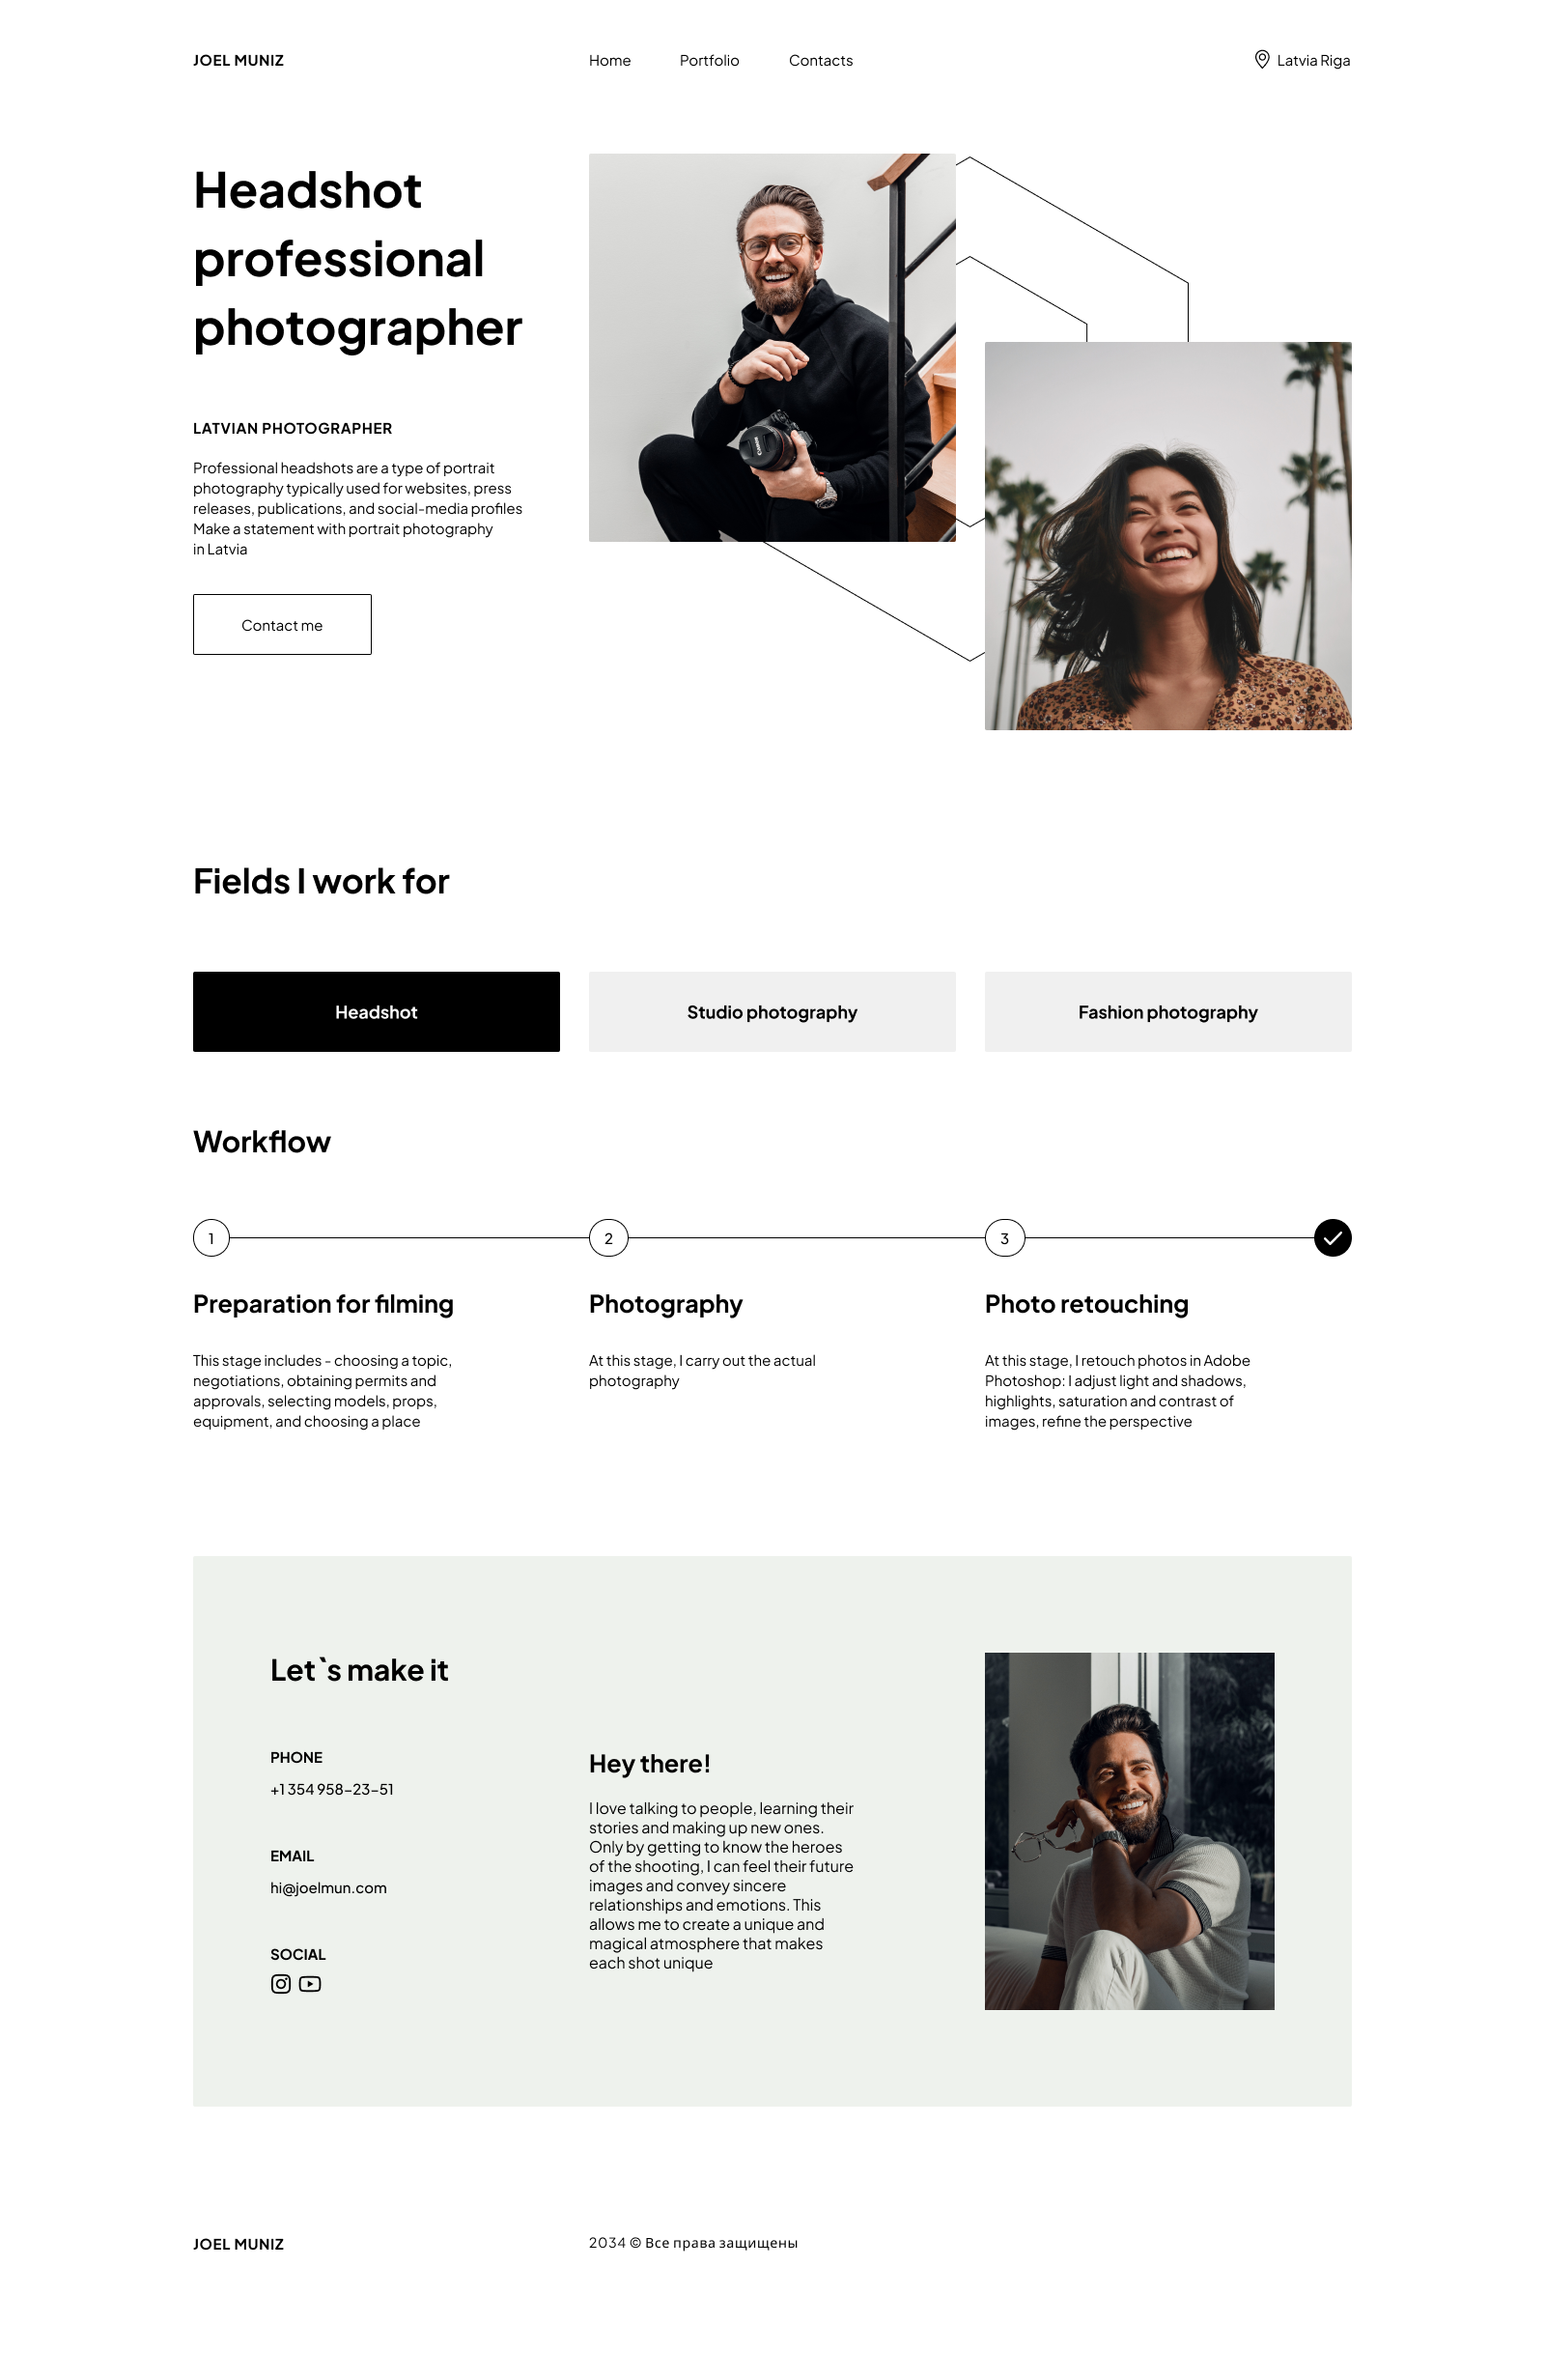 JOEL MUNIZ
Home
Portfolio
Contacts
Latvia Riga
Headshot
professional
photographer
LATVIAN PHOTOGRAPHER
Professional headshots are a type of portrait
photography typically used for websites, press
releases, publications, and social-media profiles
Make a statement with portrait photography
in Latvia
Contact me
Canon
Fields I work for
Headshot
Studio photography
Fashion photography
Workflow
1
2
3
Preparation for filming
This stage includes - choosing a topic,
negotiations, obtaining permits and
approvals, selecting models, props,
equipment, and choosing a place
Photography
At this stage, I carry out the actual
photography
Photo retouching
At this stage, I retouch photos in Adobe
Photoshop: I adjust light and shadows,
highlights, saturation and contrast of
images, refine the perspective
Let`s make it
PHONE
+1 354 958-23-51
EMAIL
hi@joelmun.com
SOCIAL
Hey there!
I love talking to people, learning their
stories and making up new ones.
Only by getting to know the heroes
of the shooting, I can feel their future
images and convey sincere
relationships and emotions. This
allows me to create a unique and
magical atmosphere that makes
each shot unique
JOEL MUNIZ
2034 © Все права защищены